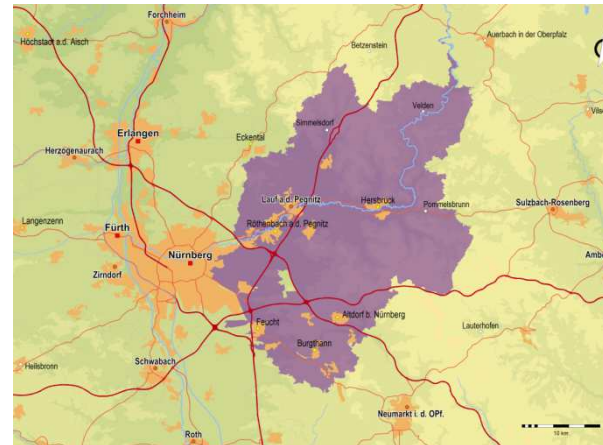 Forchheim
Höchstadt a.d. Aisch
Betzenstein
Auerbach in der Oberpfalz
Velden
Simmelsdorf
Erlangen
Eckental
Herzogenaurach
Lauf a.d. Pegnitz
Hersbruck
Pommelsbrunn
Sulzbach-Rosenberg
Langenzenn
Röthenbach a.d. Pegnitz
Fürth
Nürnberg
Zirndorf
Feucht
Altdorf b. Nürnberg
Lauterhofen
Burgthann
Heilsbronn
Schwabach
Neumarkt i. d. OPf.
Roth
10 km